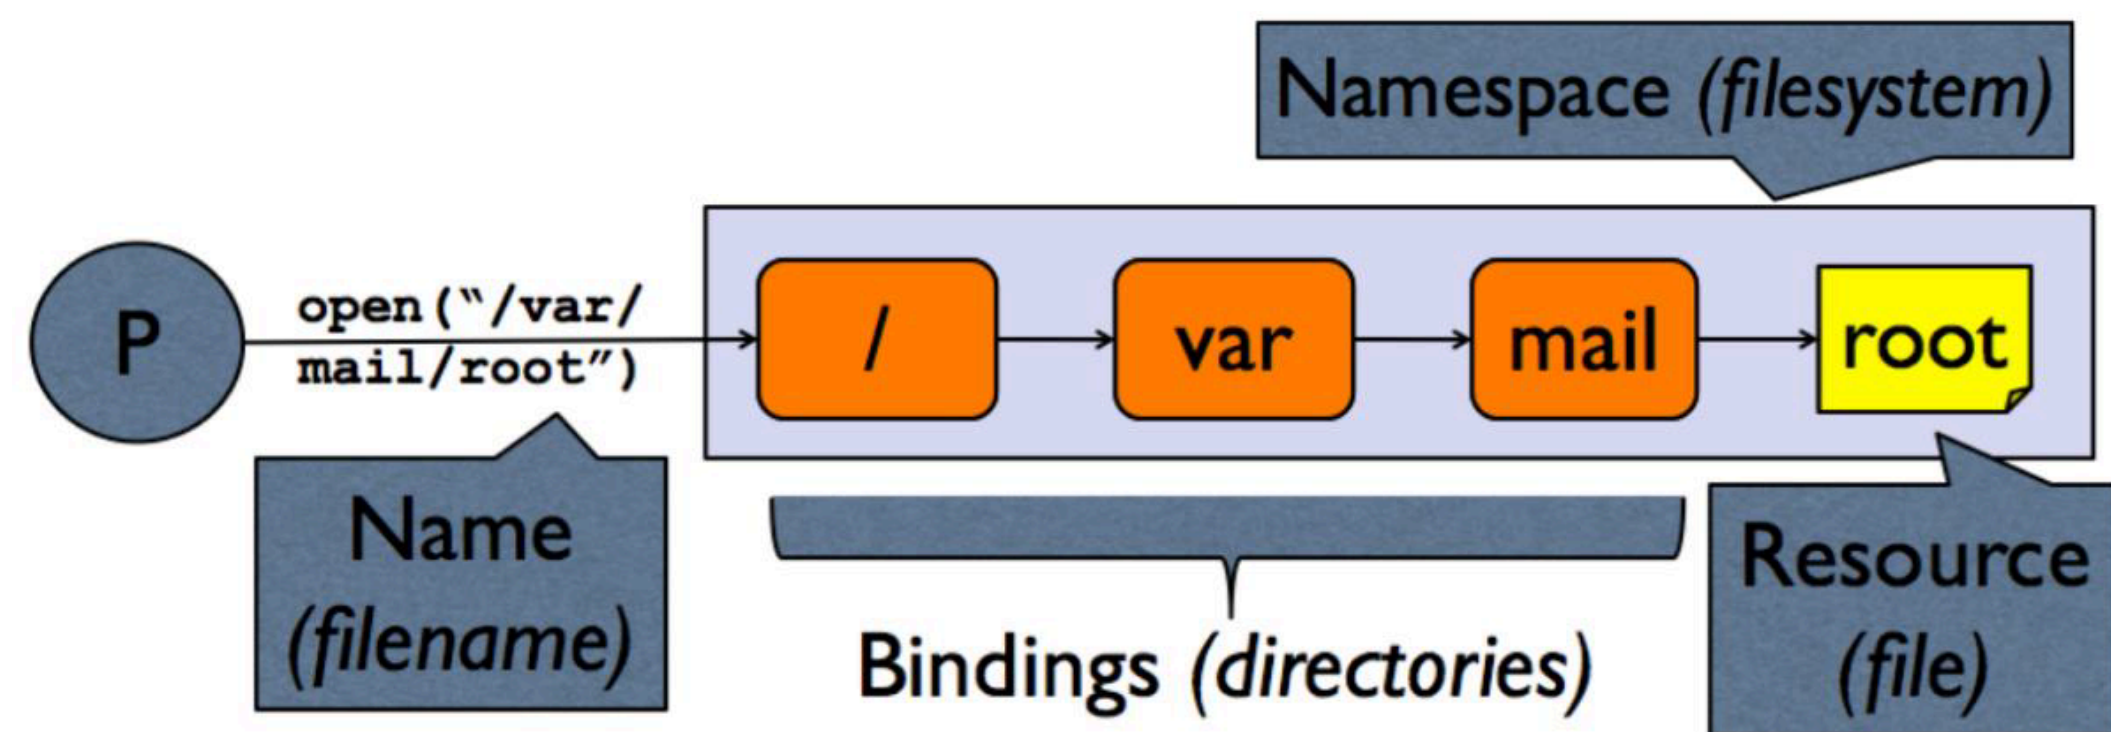 Namespace (filesystem)
P
open("/var/
mail/root")
/
var
mail
root
Name
(filename)
Bindings (directories)
Resource
(file)